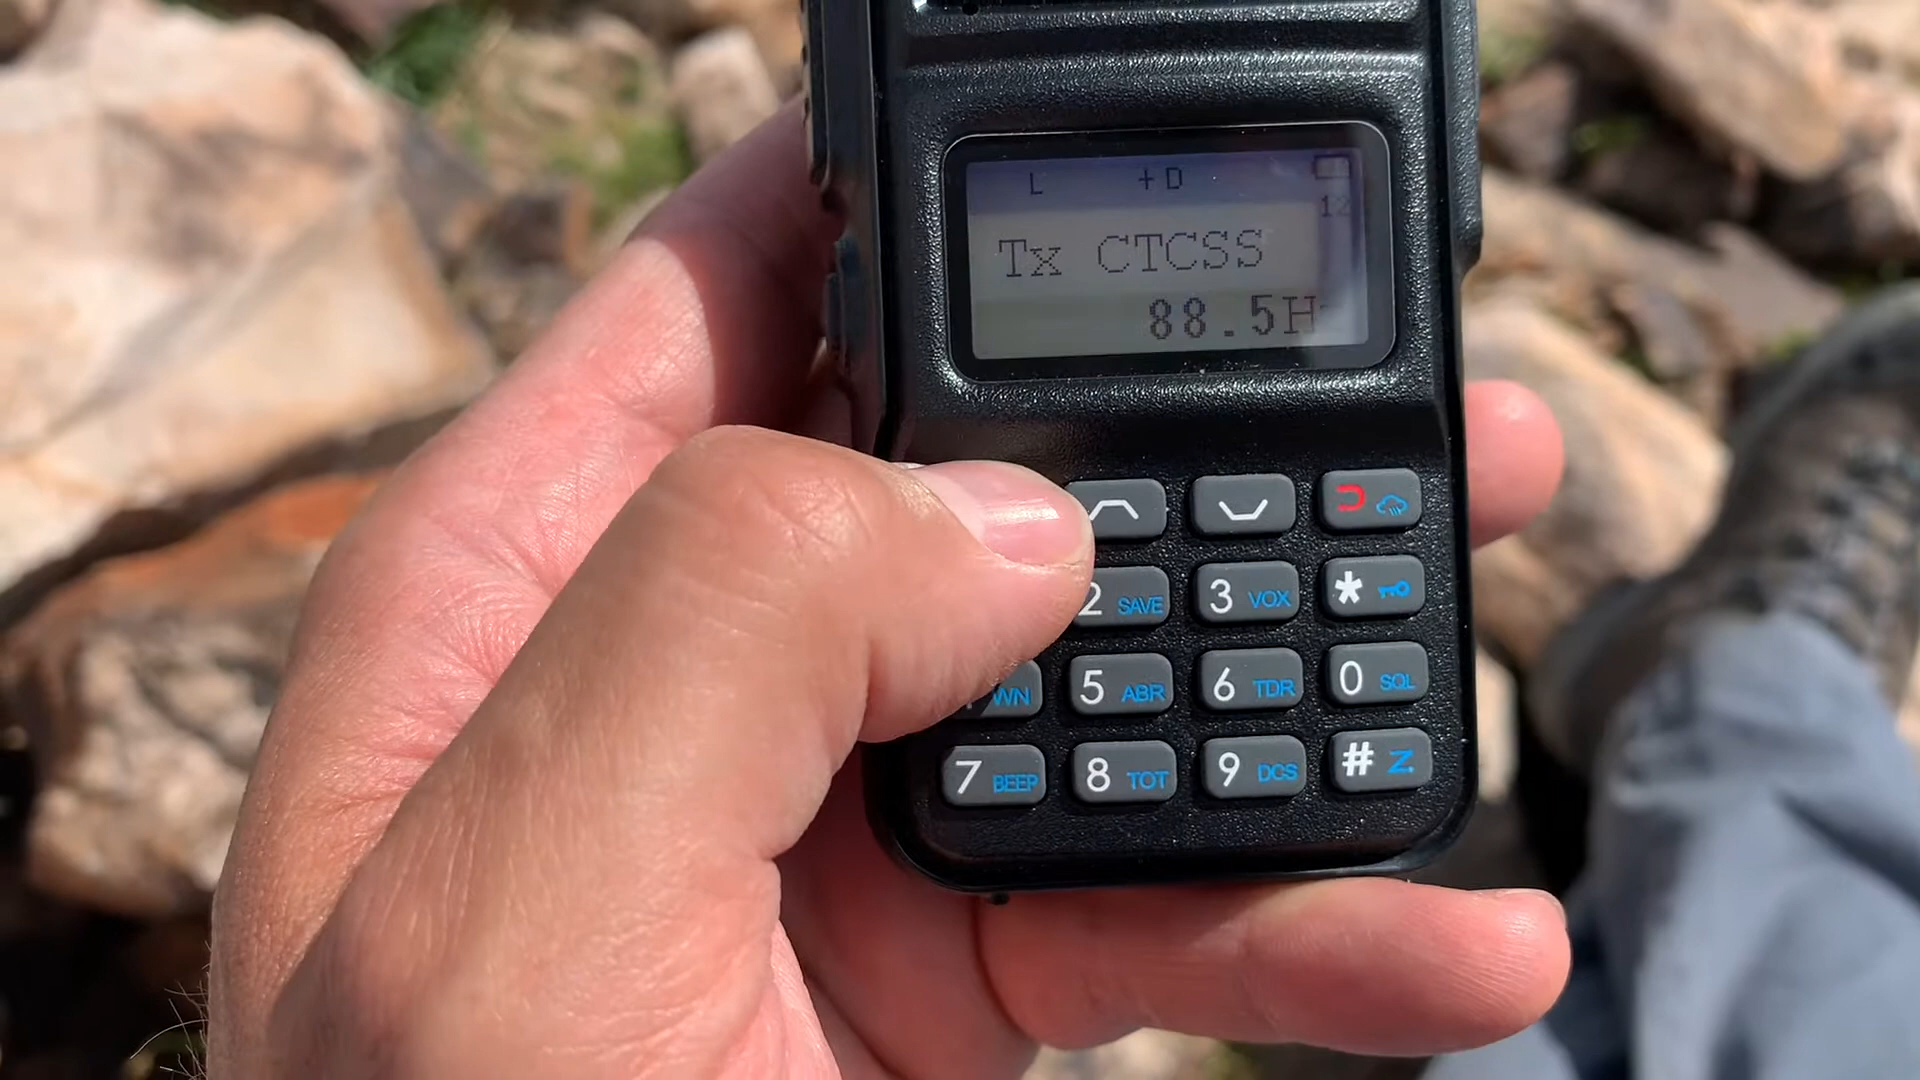 L +D
12
Tx CTCSS
88.5H
2 SAVE 3 VOX *
WN 5 ABR 6 TDR 0 SQL
7 BEEP 8 TOT 9 DCS #